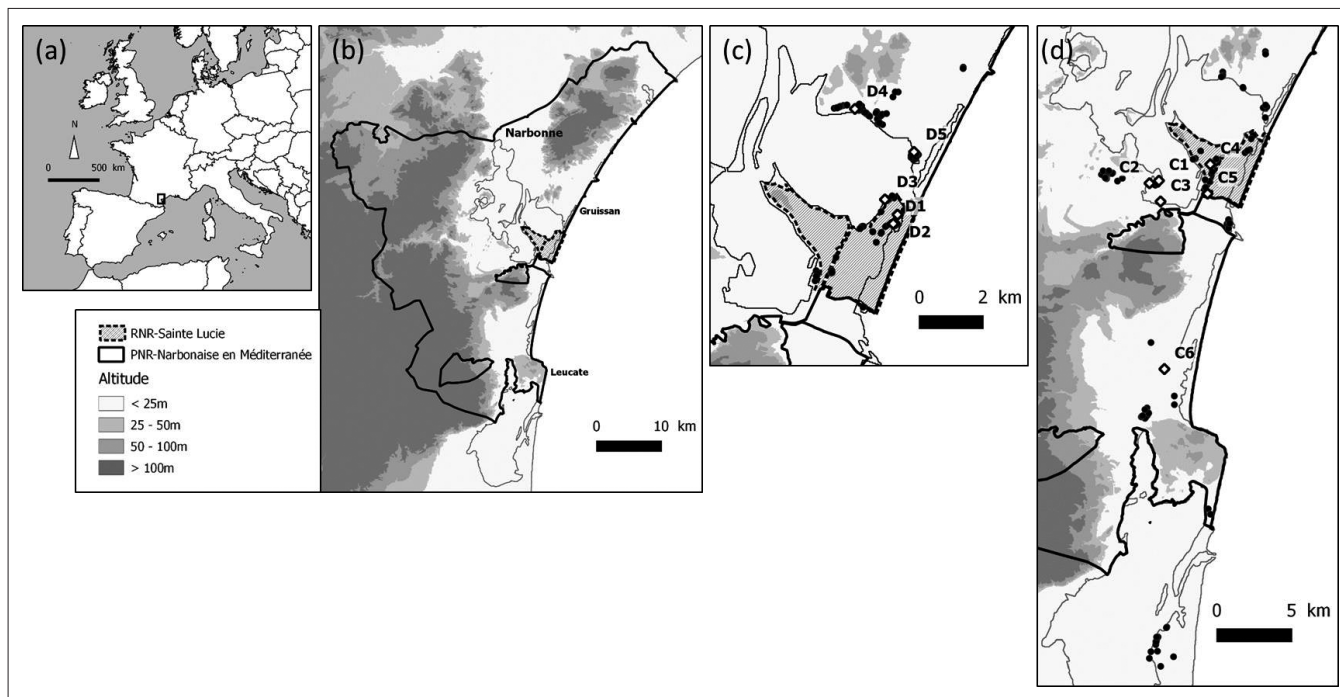 (a)
N
0 500 km
(b)
Narbonne
Gruissan
Leucate
0 10 km
RNR-Sainte Lucie
PNR-Narbonaise en Méditerranée
Altitude
< 25m
25 - 50m
50 - 100m
> 100m
(c)
D4
D5
D3
D1
D2
0 2 km
(d)
C4
C2
C1
C5
C3
C6
0 5 km